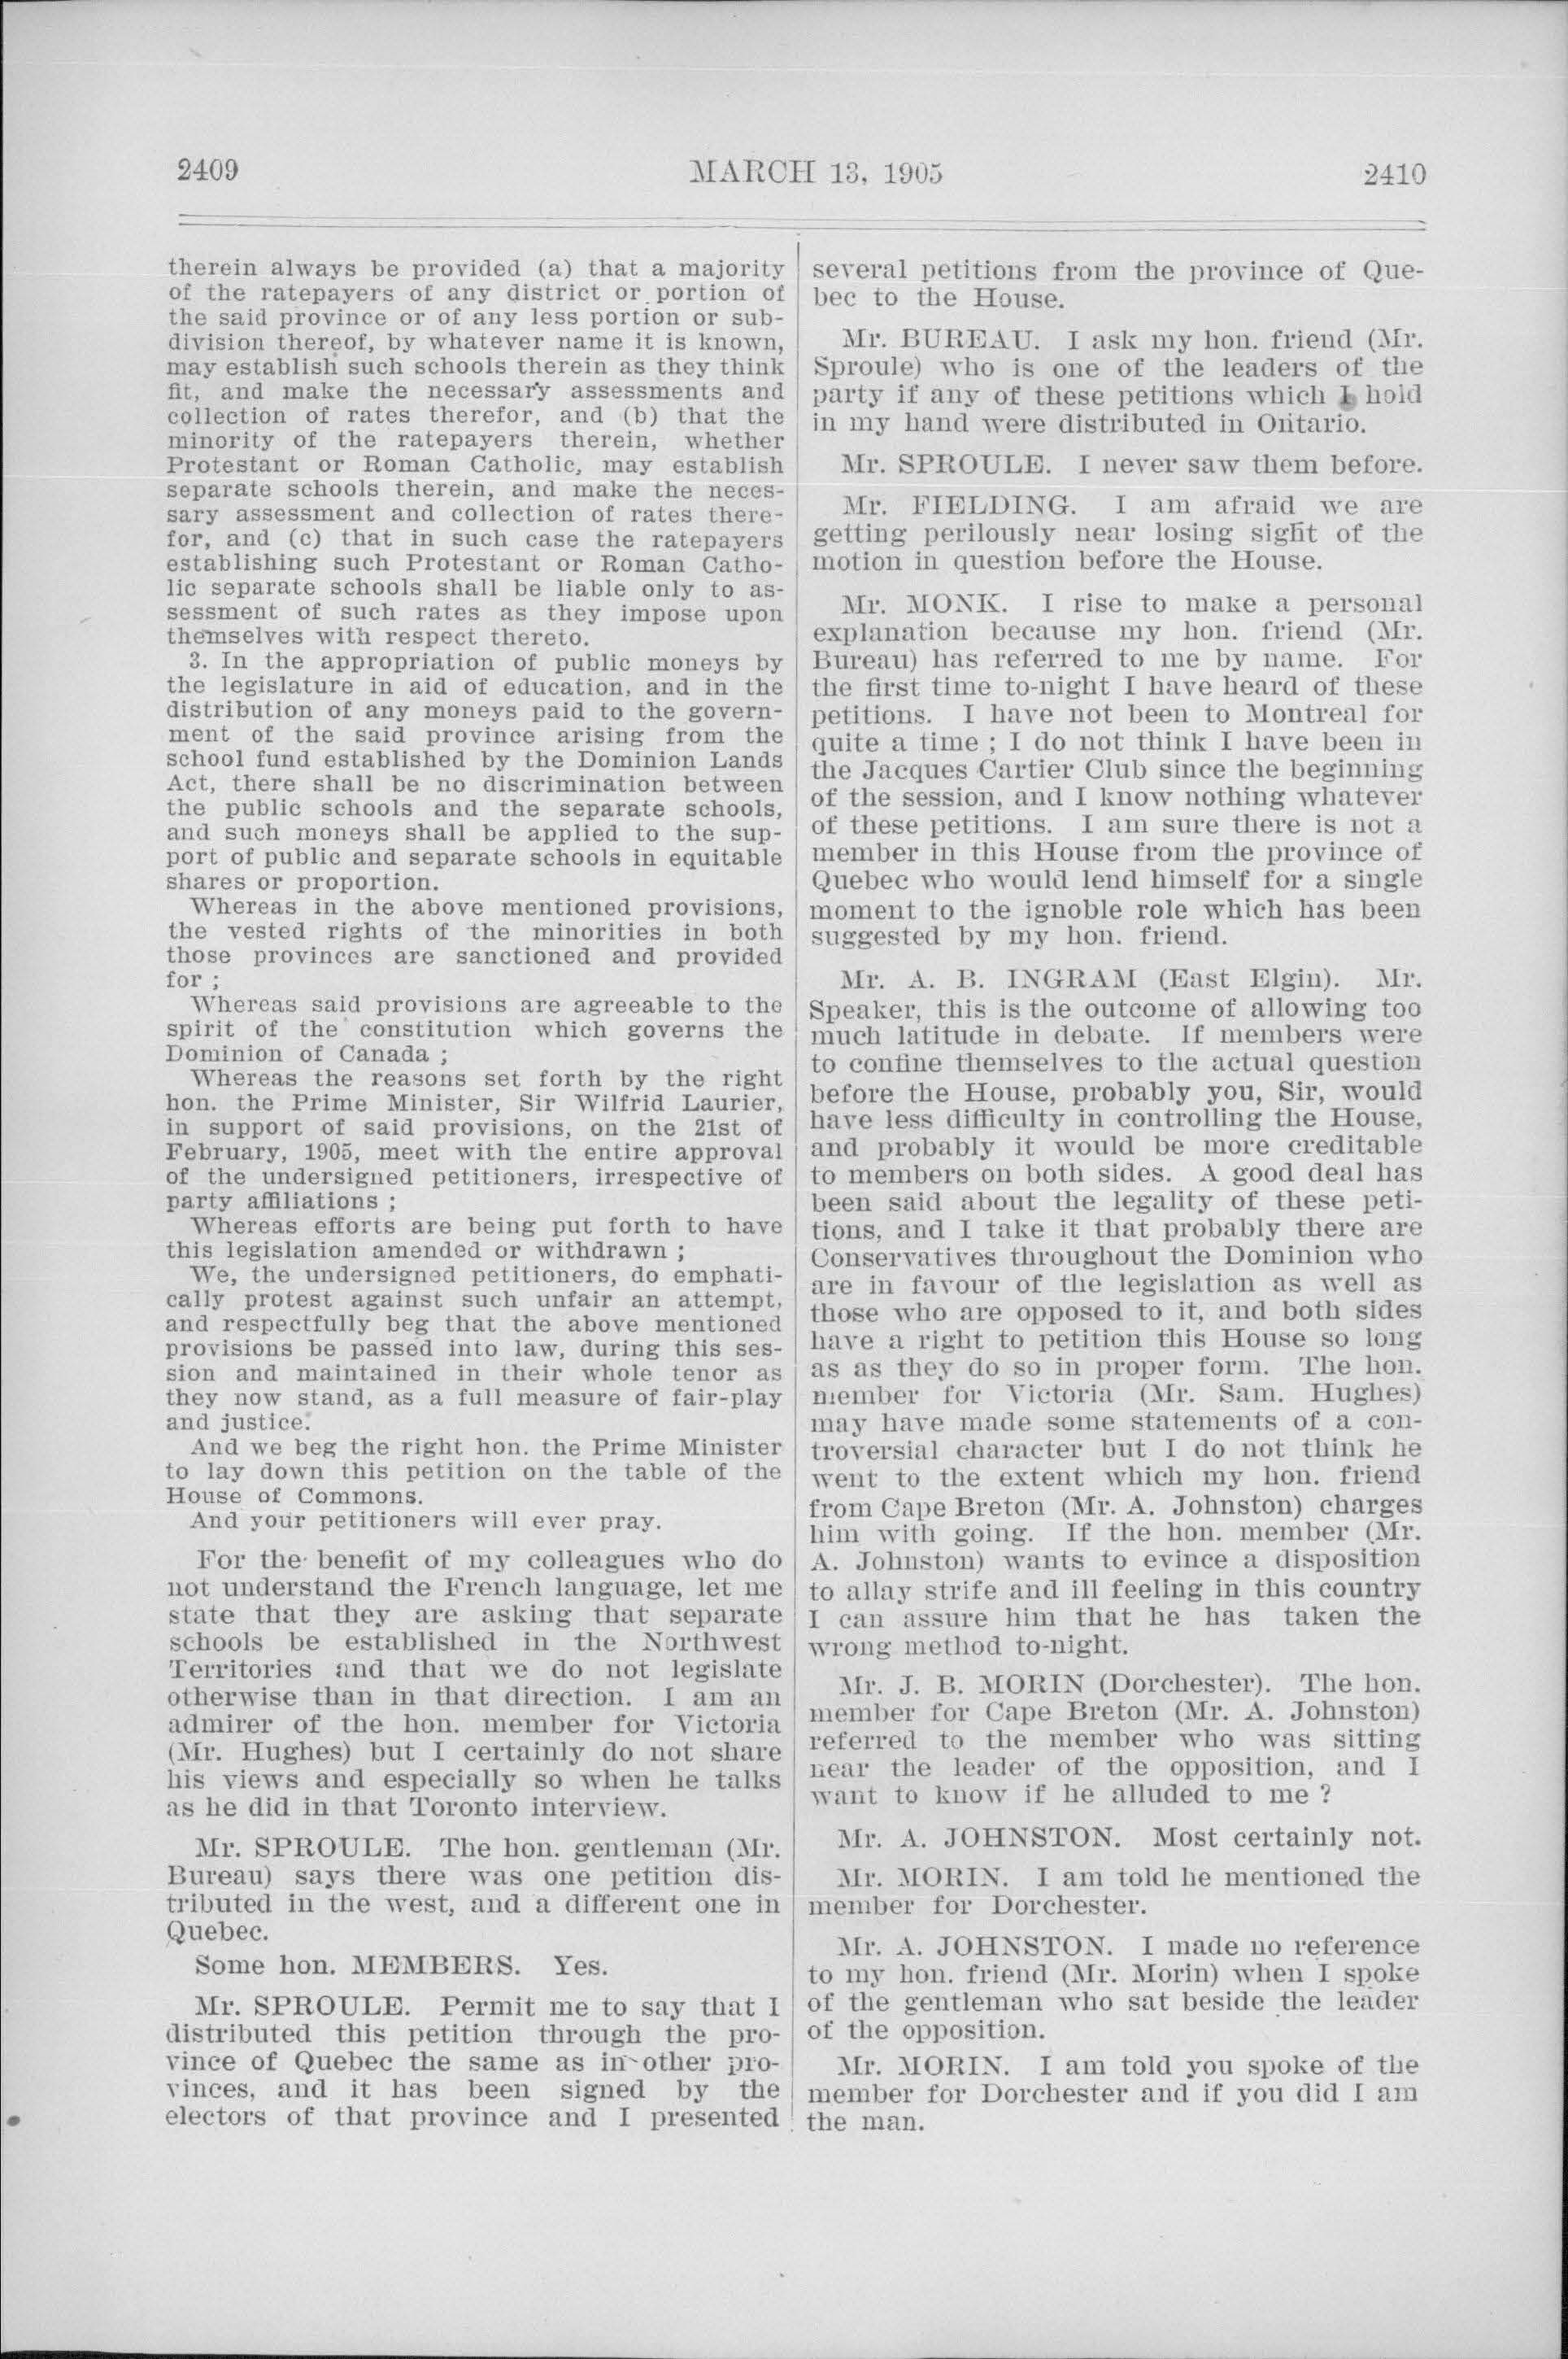 2409
MARCH 13, 1905
2410
therein always be provided (a) that a majority
of the ratepayers of any district or portion of
the said province or of any less portion or sub-
division thereof, by whatever name it is known,
may establish such schools therein as they think
fit, and make the necessary assessments and
collection of rates therefor, and (b) that the
minority of the ratepayers therein, whether
Protestant or Roman Catholic, may establish
separate schools therein, and make the neces-
sary assessment and collection of rates there-
for, and (c) that in such case the ratepayers
establishing such Protestant or Roman Catho-
lic separate schools shall be liable only to as-
sessment of such rates as they impose upon
themselves with respect thereto.
3. In the appropriation of public moneys by
the legislature in aid of education, and in the
distribution of any moneys paid to the govern-
ment of the said province arising from the
school fund established by the Dominion Lands
Act, there shall be no discrimination between
the public schools and the separate schools,
and such moneys shall be applied to the sup-
port of public and separate schools in equitable
shares or proportion.
Whereas in the above mentioned provisions,
the vested rights of the minorities in both
those provinces are sanctioned and provided
for ;
Whereas said provisions are agreeable to the
spirit of the constitution which governs the
Dominion of Canada ;
Whereas the reasons set forth by the right
hon. the Prime Minister, Sir Wilfrid Laurier,
in support of said provisions, on the 21st of
February, 1905, meet with the entire approval
of the undersigned petitioners, irrespective of
party affiliations ;
Whereas efforts are being put forth to have
this legislation amended or withdrawn ;
We, the undersigned petitioners, do emphati-
cally protest against such unfair an attempt,
and respectfully beg that the above mentioned
provisions be passed into law, during this ses-
sion and maintained in their whole tenor as
they now stand, as a full measure of fair-play
and justice.
And we beg the right hon. the Prime Minister
to lay down this petition on the table of the
House of Commons.
And your petitioners will ever pray.
For the benefit of my colleagues who do
not understand the French language, let me
state that they are asking that separate
schools be established in the Northwest
Territories and that we do not legislate
otherwise than in that direction. I am an
admirer of the hon. member for Victoria
(Mr. Hughes) but I certainly do not share
his views and especially so when he talks
as he did in that Toronto interview.
Mr. SPROULE. The hon. gentleman (Mr.
Bureau) says there was one petition dis-
tributed in the west, and a different one in
Quebec.
Some hon. MEMBERS. Yes.
Mr. SPROULE. Permit me to say that I
distributed this petition through the pro-
vince of Quebec the same as in other pro-
vinces, and it has been signed by the
electors of that province and I presented
several petitions from the province of Que-
bec to the House.
Mr. BUREAU. I ask my hon. friend (Mr.
Sproule) who is one of the leaders of the
party if any of these petitions which I hold
in my hand were distributed in Ontario.
Mr. SPROULE. I never saw them before.
Mr. FIELDING. I am afraid we are
getting perilously near losing sight of the
motion in question before the House.
Mr. MONK. I rise to make a personal
explanation because my hon. friend (Mr.
Bureau) has referred to me by name. For
the first time to-night I have heard of these
petitions. I have not been to Montreal for
quite a time ; I do not think I have been in
the Jacques Cartier Club since the beginning
of the session, and I know nothing whatever
of these petitions. I am sure there is not a
member in this House from the province of
Quebec who would lend himself for a single
moment to the ignoble role which has been
suggested by my hon. friend.
Mr. A. B. INGRAM (East Elgin). Mr.
Speaker, this is the outcome of allowing too
much latitude in debate. If members were
to confine themselves to the actual question
before the House, probably you, Sir, would
have less difficulty in controlling the House,
and probably it would be more creditable
to members on both sides. A good deal has
been said about the legality of these peti-
tions, and I take it that probably there are
Conservatives throughout the Dominion who
are in favour of the legislation as well as
those who are opposed to it, and both sides
have a right to petition this House so long
as as they do so in proper form. The hon.
member for Victoria (Mr. Sam. Hughes)
may have made some statements of a con-
troversial character but I do not think he
went to the extent which my hon. friend
from Cape Breton (Mr. A. Johnston) charges
him with going. If the hon. member (Mr.
A. Johnston) wants to evince a disposition
to allay strife and ill feeling in this country
I can assure him that he has taken the
wrong method to-night.
Mr. J. B. MORIN (Dorchester). The hon.
member for Cape Breton (Mr. A. Johnston)
referred to the member who was sitting
near the leader of the opposition, and I
want to know if he alluded to me ?
Mr. A. JOHNSTON. Most certainly not.
Mr. MORIN. I am told he mentioned the
member for Dorchester.
Mr. A. JOHNSTON. I made no reference
to my hon. friend (Mr. Morin) when I spoke
of the gentleman who sat beside the leader
of the opposition.
Mr. MORIN. I am told you spoke of the
member for Dorchester and if you did I am
the man.